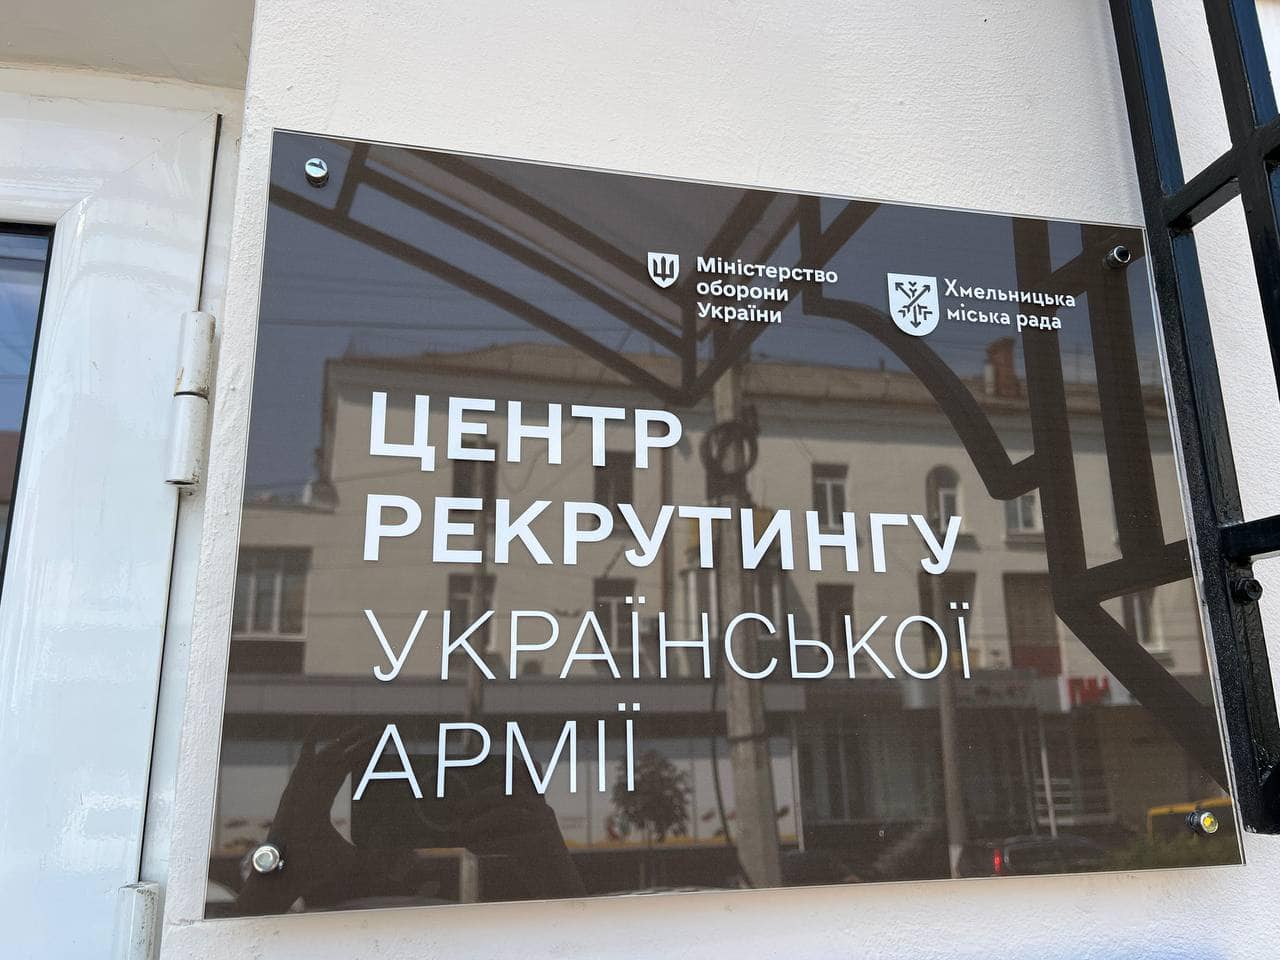 Міністерство
оборони
України
Хмельницька
міська рада
ЦЕНТР
РЕКРУТИНГУ
УКРАЇНСЬКОЇ
АРМІЇ